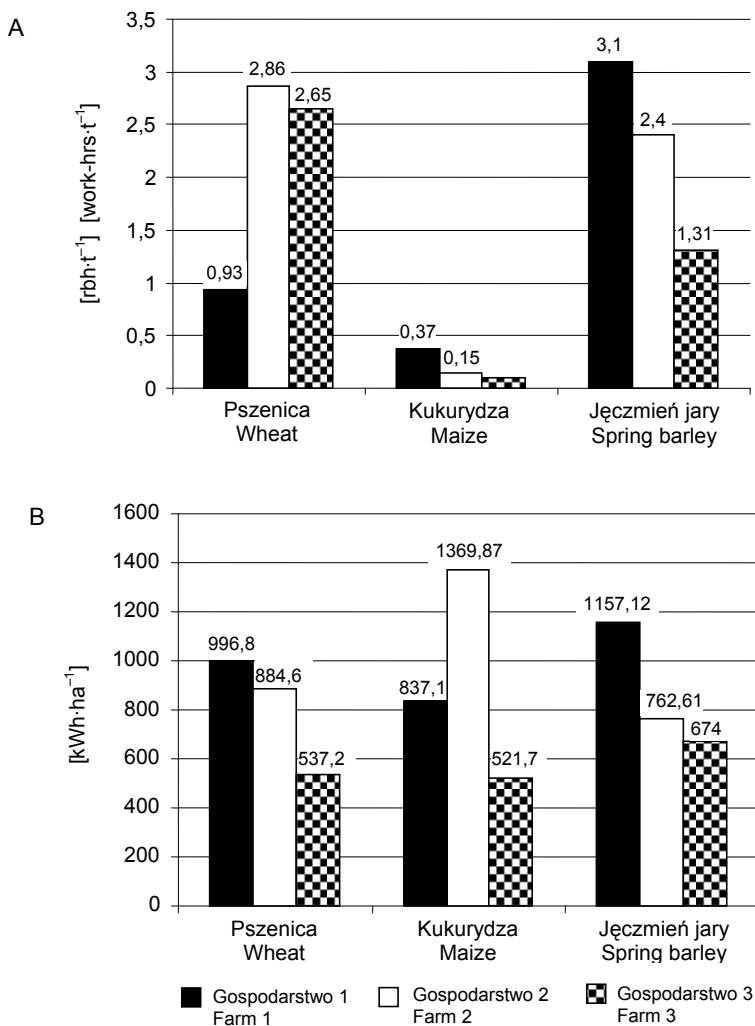 A
[rbh·t⁻¹] [work-hrs·t⁻¹]
3,5
3
2,5
2
1,5
1
0,5
0
0,93
2,86
2,65
0,37
0,15
3,1
2,4
1,31
Pszenica
Wheat
Kukurydza
Maize
Jęczmień jary
Spring barley
B
[kWh·ha⁻¹]
1600
1400
1200
1000
800
600
400
200
0
996,8
884,6
537,2
837,1
1369,87
521,7
1157,12
762,61
674
Pszenica
Wheat
Kukurydza
Maize
Jęczmień jary
Spring barley
Gospodarstwo 1
Farm 1
Gospodarstwo 2
Farm 2
Gospodarstwo 3
Farm 3